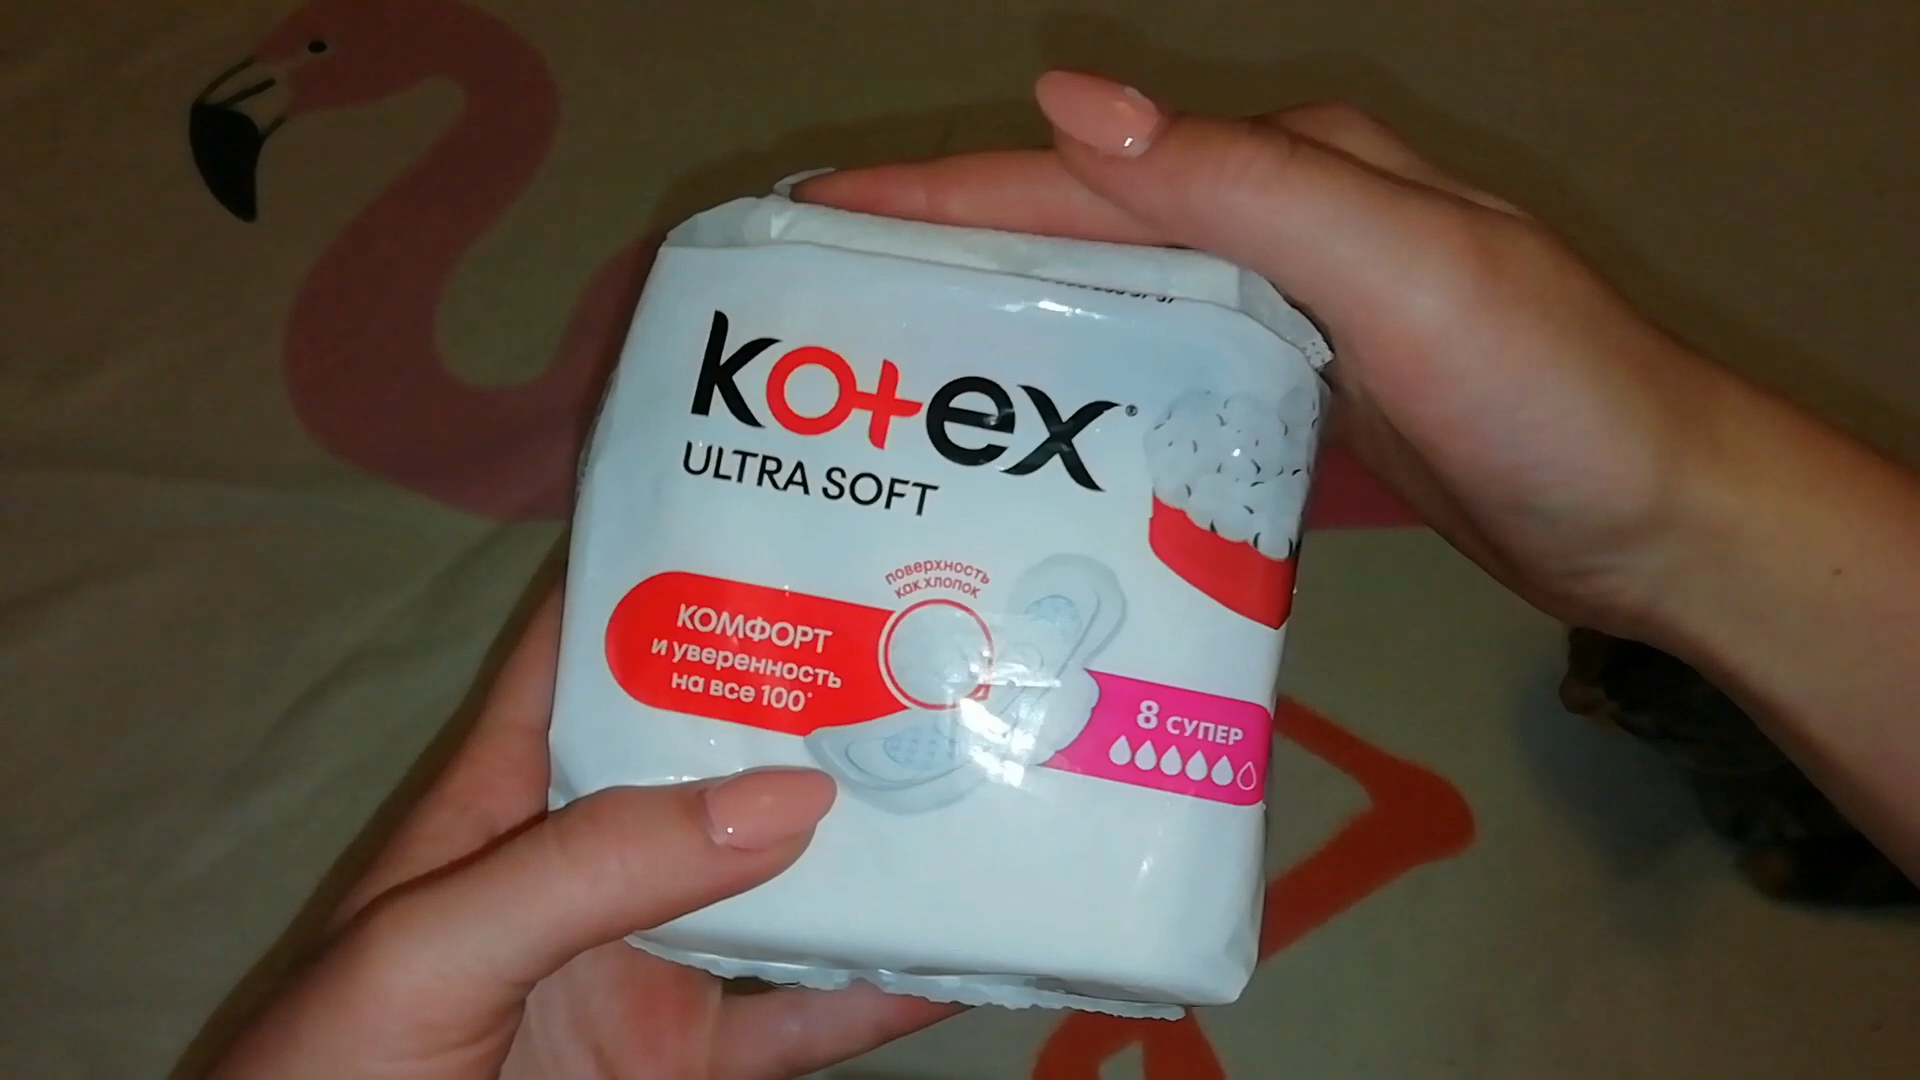 kotex
ULTRA SOFT
поверхность
как хлопок
КОМФОРТ
и уверенность
на все 100*
8 СУПЕР